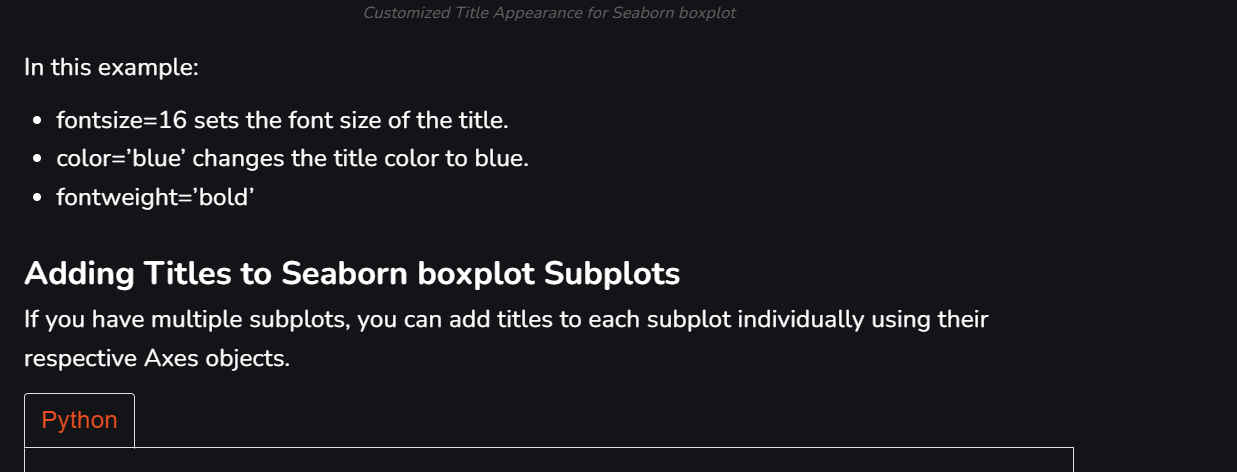 Customized Title Appearance for Seaborn boxplot
In this example:
• fontsize=16 sets the font size of the title.
• color=’blue’ changes the title color to blue.
• fontweight=’bold’
Adding Titles to Seaborn boxplot Subplots
If you have multiple subplots, you can add titles to each subplot individually using their
respective Axes objects.
Python